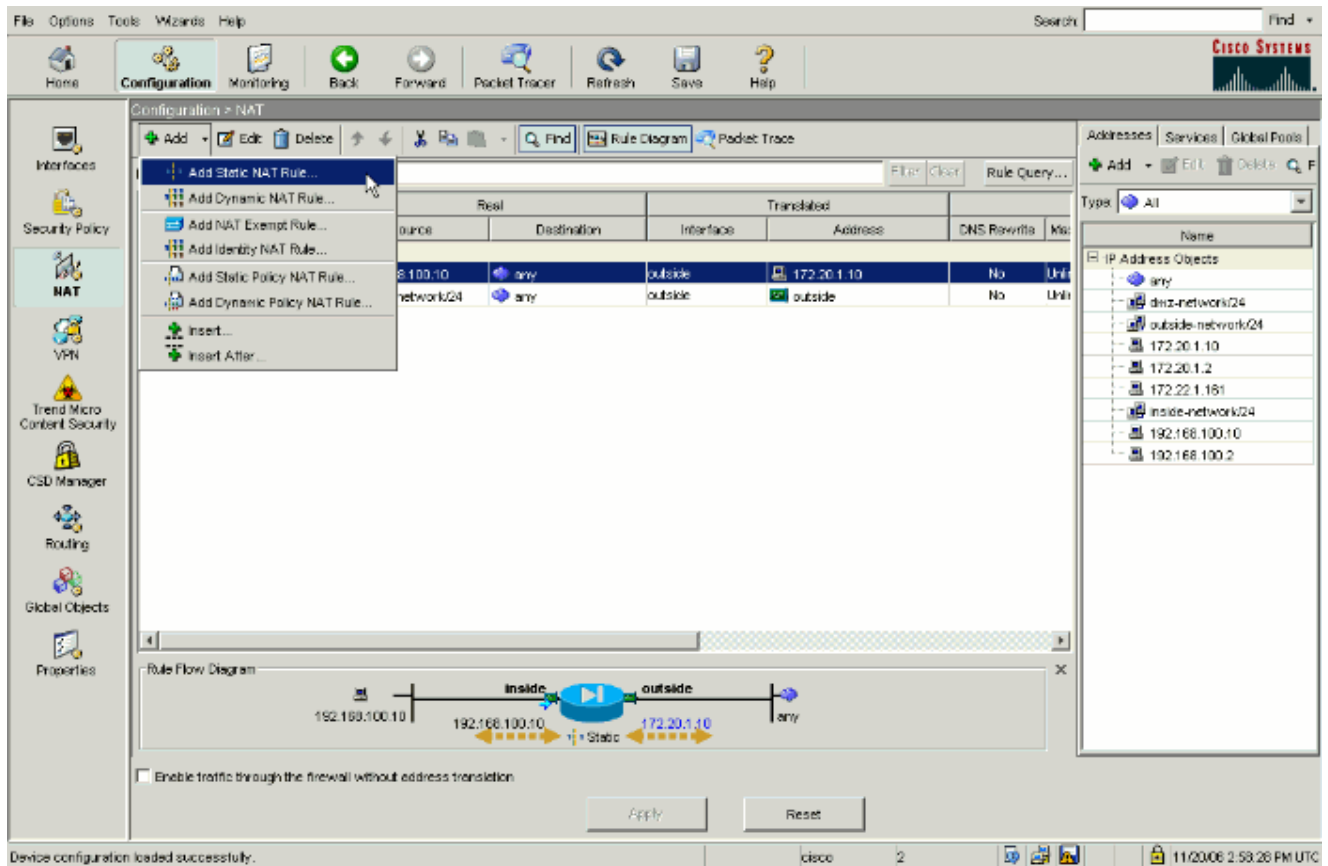 File Options Tools Wizards Help Search: Find
Home Configuration Monitoring Back Forward Packet Tracer Refresh Save Help
CISCO SYSTEMS
Configuration > NAT
Interfaces
Security Policy
NAT
VPN
Trend Micro Content Security
CSD Manager
Routing
Global Objects
Properties
Add Edit Delete Find Rule Diagram Packet Trace
Add Static NAT Rule...
Add Dynamic NAT Rule...
Add NAT Exempt Rule...
Add Identity NAT Rule...
Add Static Policy NAT Rule...
Add Dynamic Policy NAT Rule...
Insert...
Insert After...
Filter Clear Rule Query...
Real Translated
ource Destination Interface Address DNS Rewrite
8.100.10 any outside 172.20.1.10 No Unli
network/24 any outside outside No Unli
Rule Flow Diagram
inside outside
192.168.100.10 192.168.100.10 172.20.1.10 any
Static
Enable traffic through the firewall without address translation
Apply Reset
Addresses Services Global Pools
Add Edit Delete F
Type: All
Name
IP Address Objects
any
dmz-network/24
outside-network/24
172.20.1.10
172.20.1.2
172.22.1.161
inside-network/24
192.168.100.10
192.168.100.2
Device configuration loaded successfully. cisco 2 11/20/06 2:58:28 PM UTC